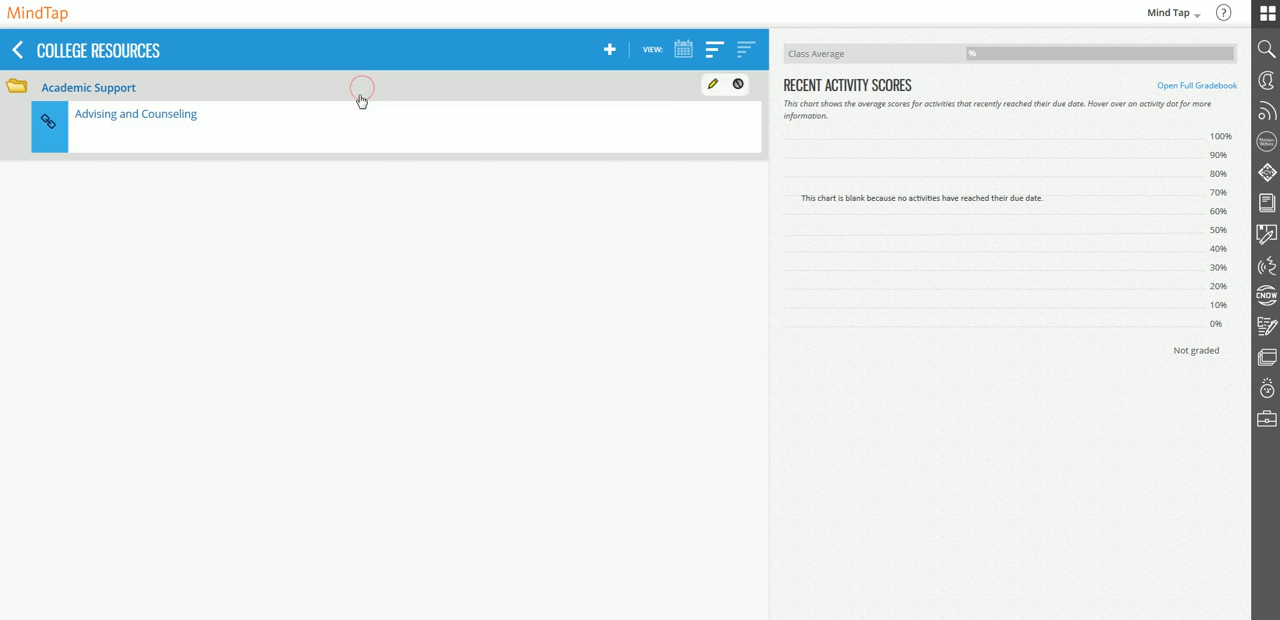 MindTap
Mind Tap
?
COLLEGE RESOURCES
VIEW:
Academic Support
Advising and Counseling
Class Average %
RECENT ACTIVITY SCORES
Open Full Gradebook
This chart shows the average scores for activities that recently reached their due date. Hover over an activity dot for more
information.
100%
90%
80%
70%
This chart is blank because no activities have reached their due date.
60%
50%
40%
30%
20%
10%
0%
Not graded
CNOW